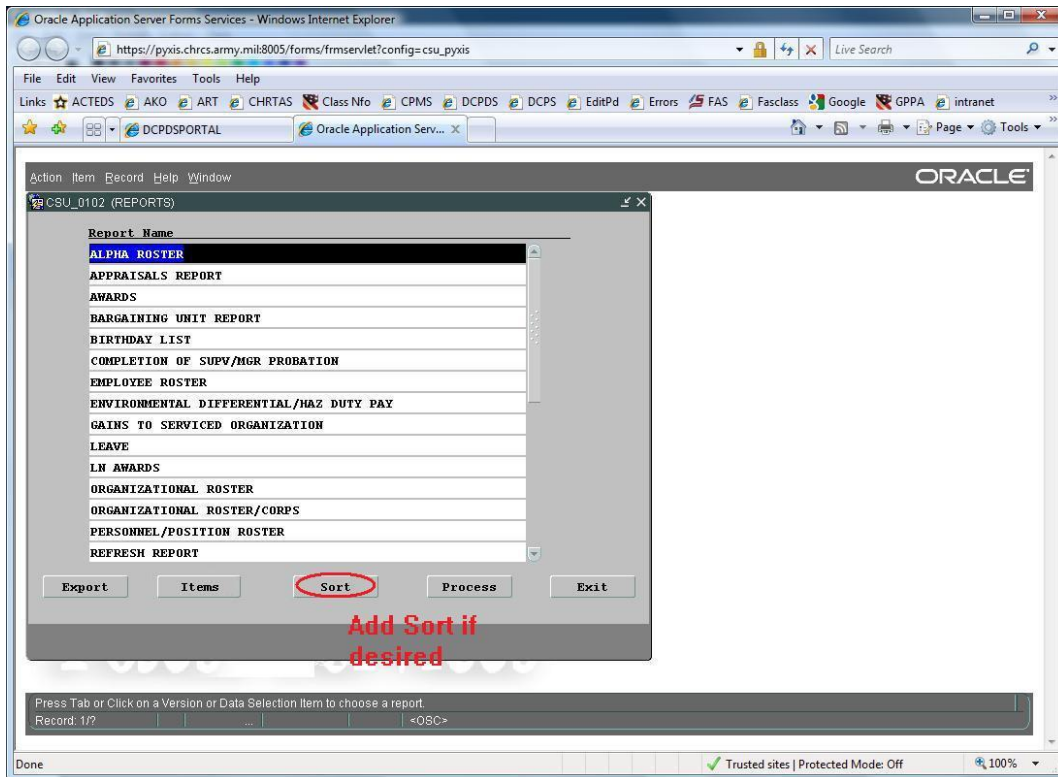 Oracle Application Server Forms Services - Windows Internet Explorer
https://pyxis.chrcs.army.mil:8005/forms/frmservlet?config=csu_pyxis
Live Search
File Edit View Favorites Tools Help
Links ACTEDS AKO ART CHRTAS Class Nfo CPMS DCPDS DCPS EditPd Errors FAS Fasclass Google GPPA intranet
DCPDSPORTAL Oracle Application Serv... Page Tools
Action Item Record Help Window ORACLE
CSU_0102 (REPORTS)
Report Name
ALPHA ROSTER
APPRAISALS REPORT
AWARDS
BARGAINING UNIT REPORT
BIRTHDAY LIST
COMPLETION OF SUPV/MGR PROBATION
EMPLOYEE ROSTER
ENVIRONMENTAL DIFFERENTIAL/HAZ DUTY PAY
GAINS TO SERVICED ORGANIZATION
LEAVE
LN AWARDS
ORGANIZATIONAL ROSTER
ORGANIZATIONAL ROSTER/CORPS
PERSONNEL/POSITION ROSTER
REFRESH REPORT
Export Items Sort Process Exit
Add Sort if
desired
Press Tab or Click on a Version or Data Selection Item to choose a report.
Record: 1/? ... <OSC>
Done Trusted sites | Protected Mode: Off 100%